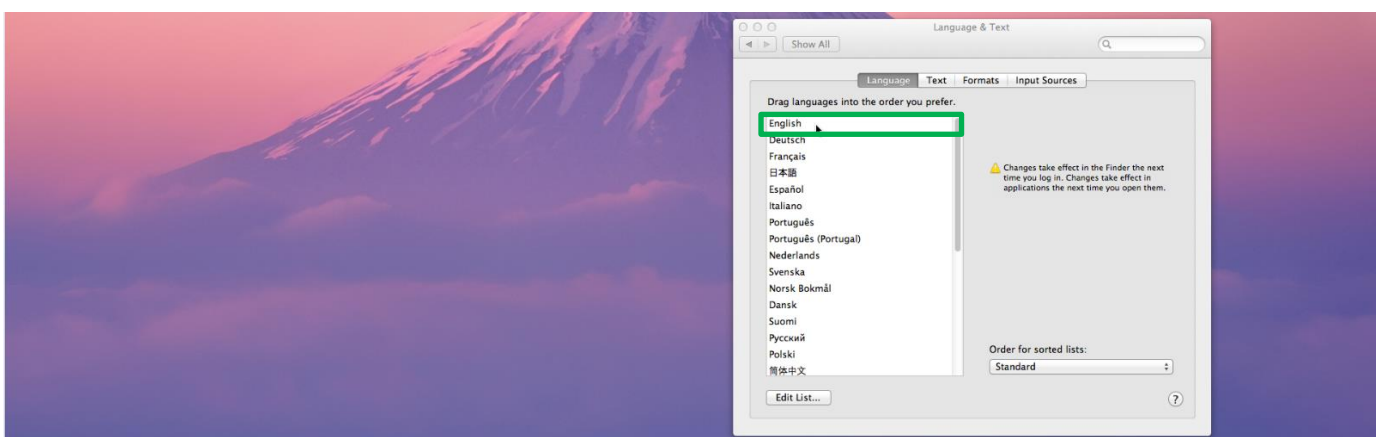 Language & Text
Show All
Language Text Formats Input Sources
Drag languages into the order you prefer.
English
Deutsch
Français
日本語
Español
Italiano
Português
Português (Portugal)
Nederlands
Svenska
Norsk Bokmål
Dansk
Suomi
Русский
Polski
简体中文
Edit List...
Changes take effect in the Finder the next
time you log in. Changes take effect in
applications the next time you open them.
Order for sorted lists:
Standard
?